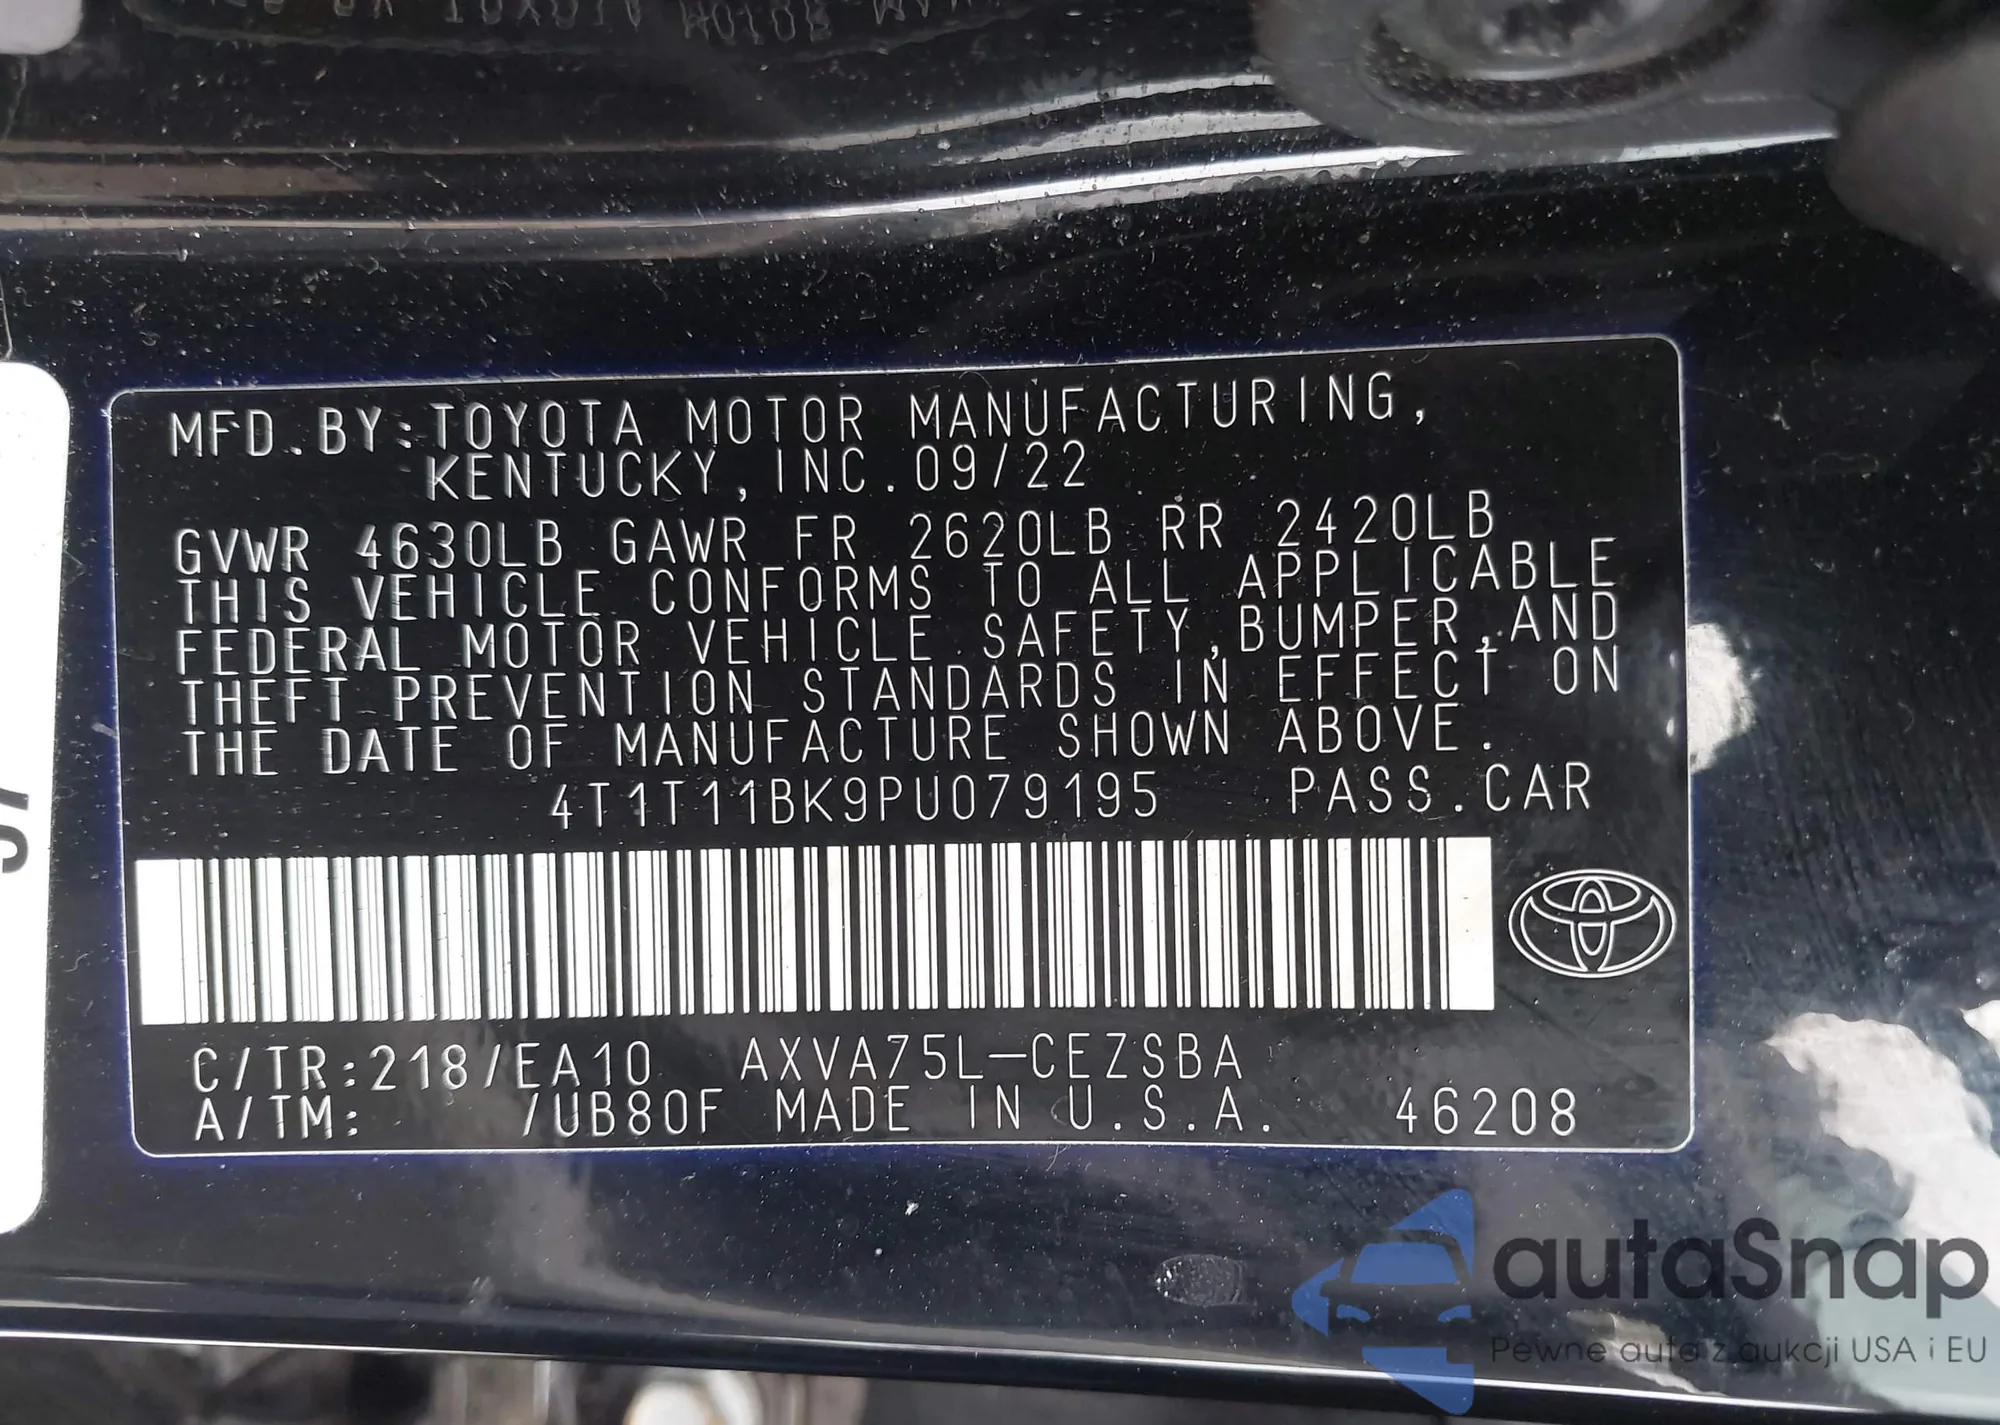 MFD.BY:TOYOTA MOTOR MANUFACTURING,
KENTUCKY, INC. 09/22
GVWR 4630LB GAWR FR 2620LB RR 2420LB
THIS VEHICLE CONFORMS TO ALL APPLICABLE
FEDERAL MOTOR VEHICLE SAFETY, BUMPER, AND
THEFT PREVENTION STANDARDS IN EFFECT ON
THE DATE OF MANUFACTURE SHOWN ABOVE.
4T1T11BK9PU079195 PASS.CAR
C/TR:218/EA10 AXVA75L-CEZSBA
A/TM: /UB80F MADE IN U.S.A. 46208
autaSnap
Pewne auta z aukcji USA i EU